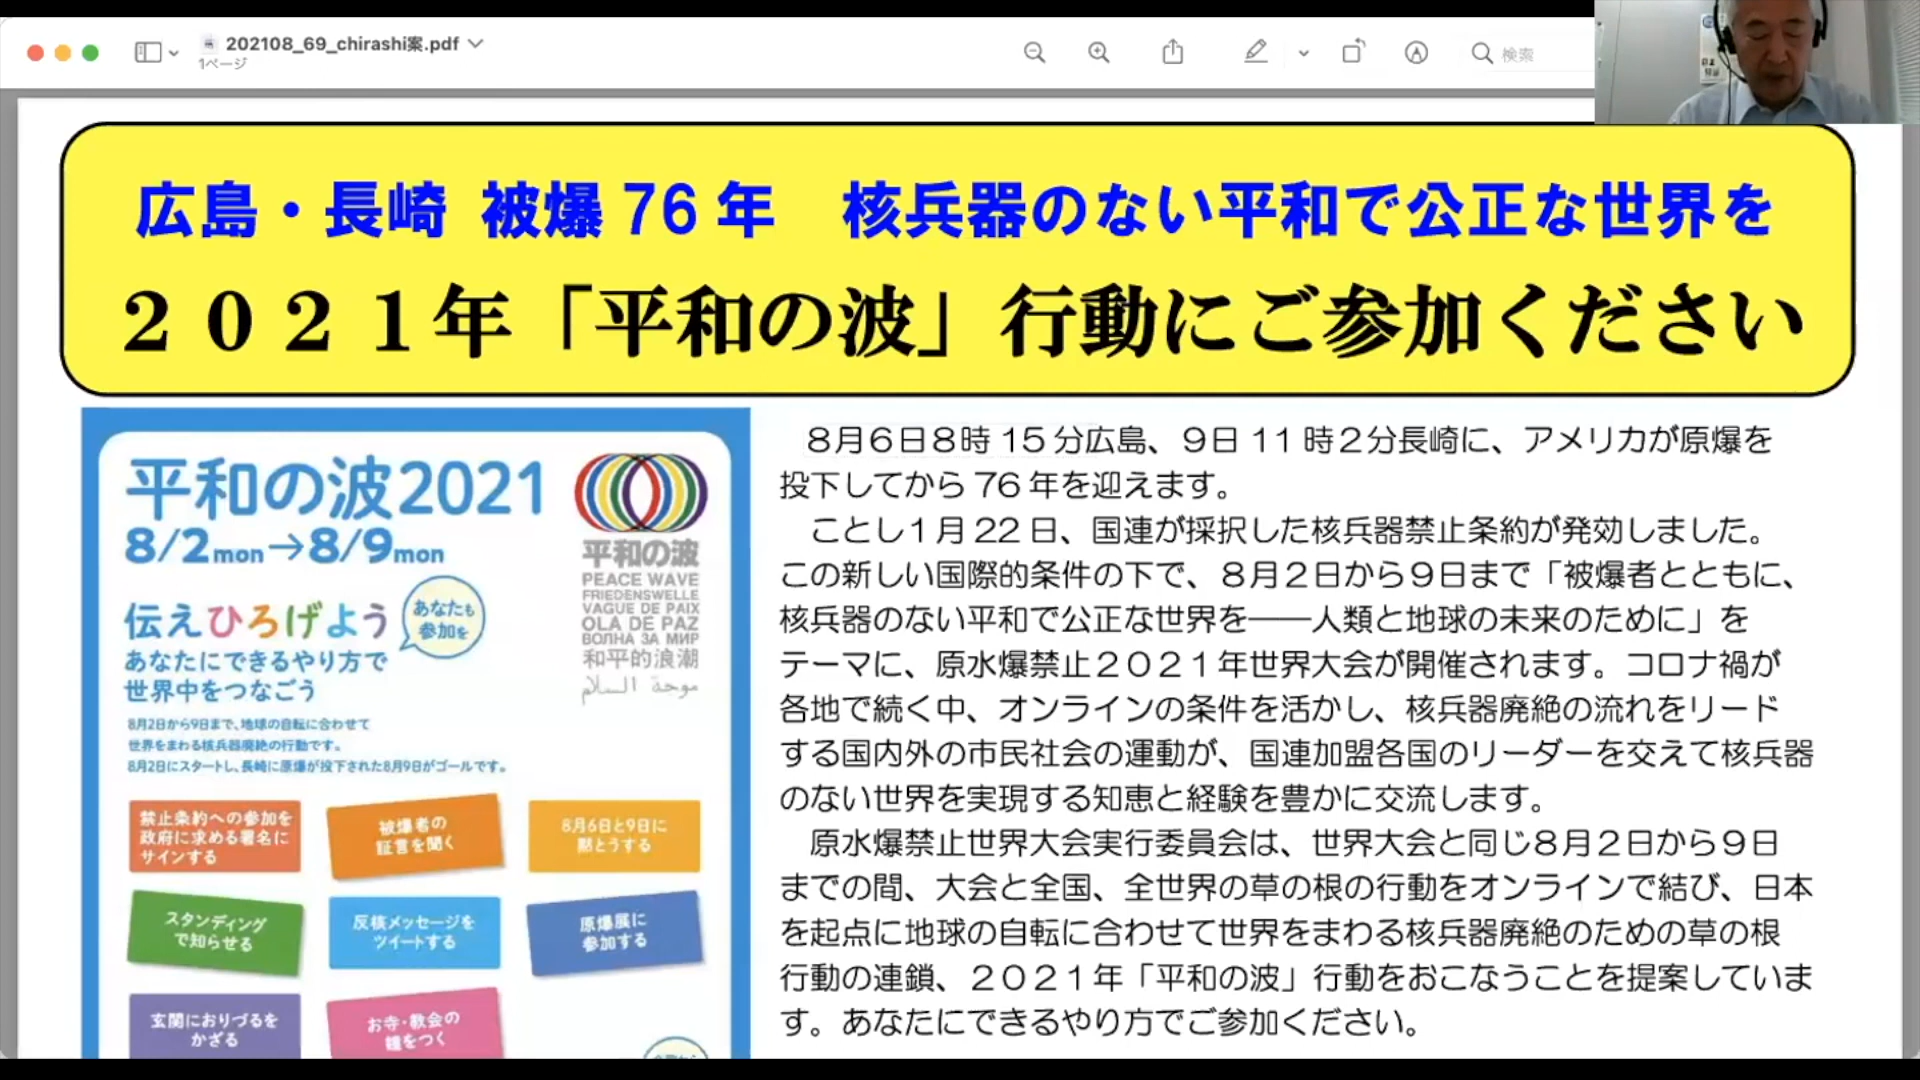 202108_69_chirashi案.pdf
1ページ
検索
広島・長崎 被爆76年　核兵器のない平和で公正な世界を
２０２１年「平和の波」行動にご参加ください
平和の波2021
8/2mon→8/9mon
伝えひろげよう
あなたも
参加を
あなたにできるやり方で
世界中をつなごう
8月2日から9日まで、地球の自転に合わせて
世界をまわる核兵器廃絶の行動です。
8月2日にスタートし、長崎に原爆が投下された8月9日がゴールです。
平和の波
PEACE WAVE
FRIEDENSWELLE
VAGUE DE PAIX
OLA DE PAZ
ВОЛНА ЗА МИР
和平的浪潮
موجة السلام
禁止条約への参加を
政府に求める署名に
サインする
被爆者の
証言を聞く
8月6日と9日に
黙とうする
スタンディング
で知らせる
反核メッセージを
ツイートする
原爆展に
参加する
玄関におりづるを
かざる
お寺・教会の
鐘をつく
８月６日８時15分広島、９日11時２分長崎に、アメリカが原爆を
投下してから76年を迎えます。
ことし１月22日、国連が採択した核兵器禁止条約が発効しました。
この新しい国際的条件の下で、８月２日から９日まで「被爆者とともに、
核兵器のない平和で公正な世界を――人類と地球の未来のために」を
テーマに、原水爆禁止２０２１年世界大会が開催されます。コロナ禍が
各地で続く中、オンラインの条件を活かし、核兵器廃絶の流れをリード
する国内外の市民社会の運動が、国連加盟各国のリーダーを交えて核兵器
のない世界を実現する知恵と経験を豊かに交流します。
原水爆禁止世界大会実行委員会は、世界大会と同じ８月２日から９日
までの間、大会と全国、全世界の草の根の行動をオンラインで結び、日本
を起点に地球の自転に合わせて世界をまわる核兵器廃絶のための草の根
行動の連鎖、２０２１年「平和の波」行動をおこなうことを提案していま
す。あなたにできるやり方でご参加ください。